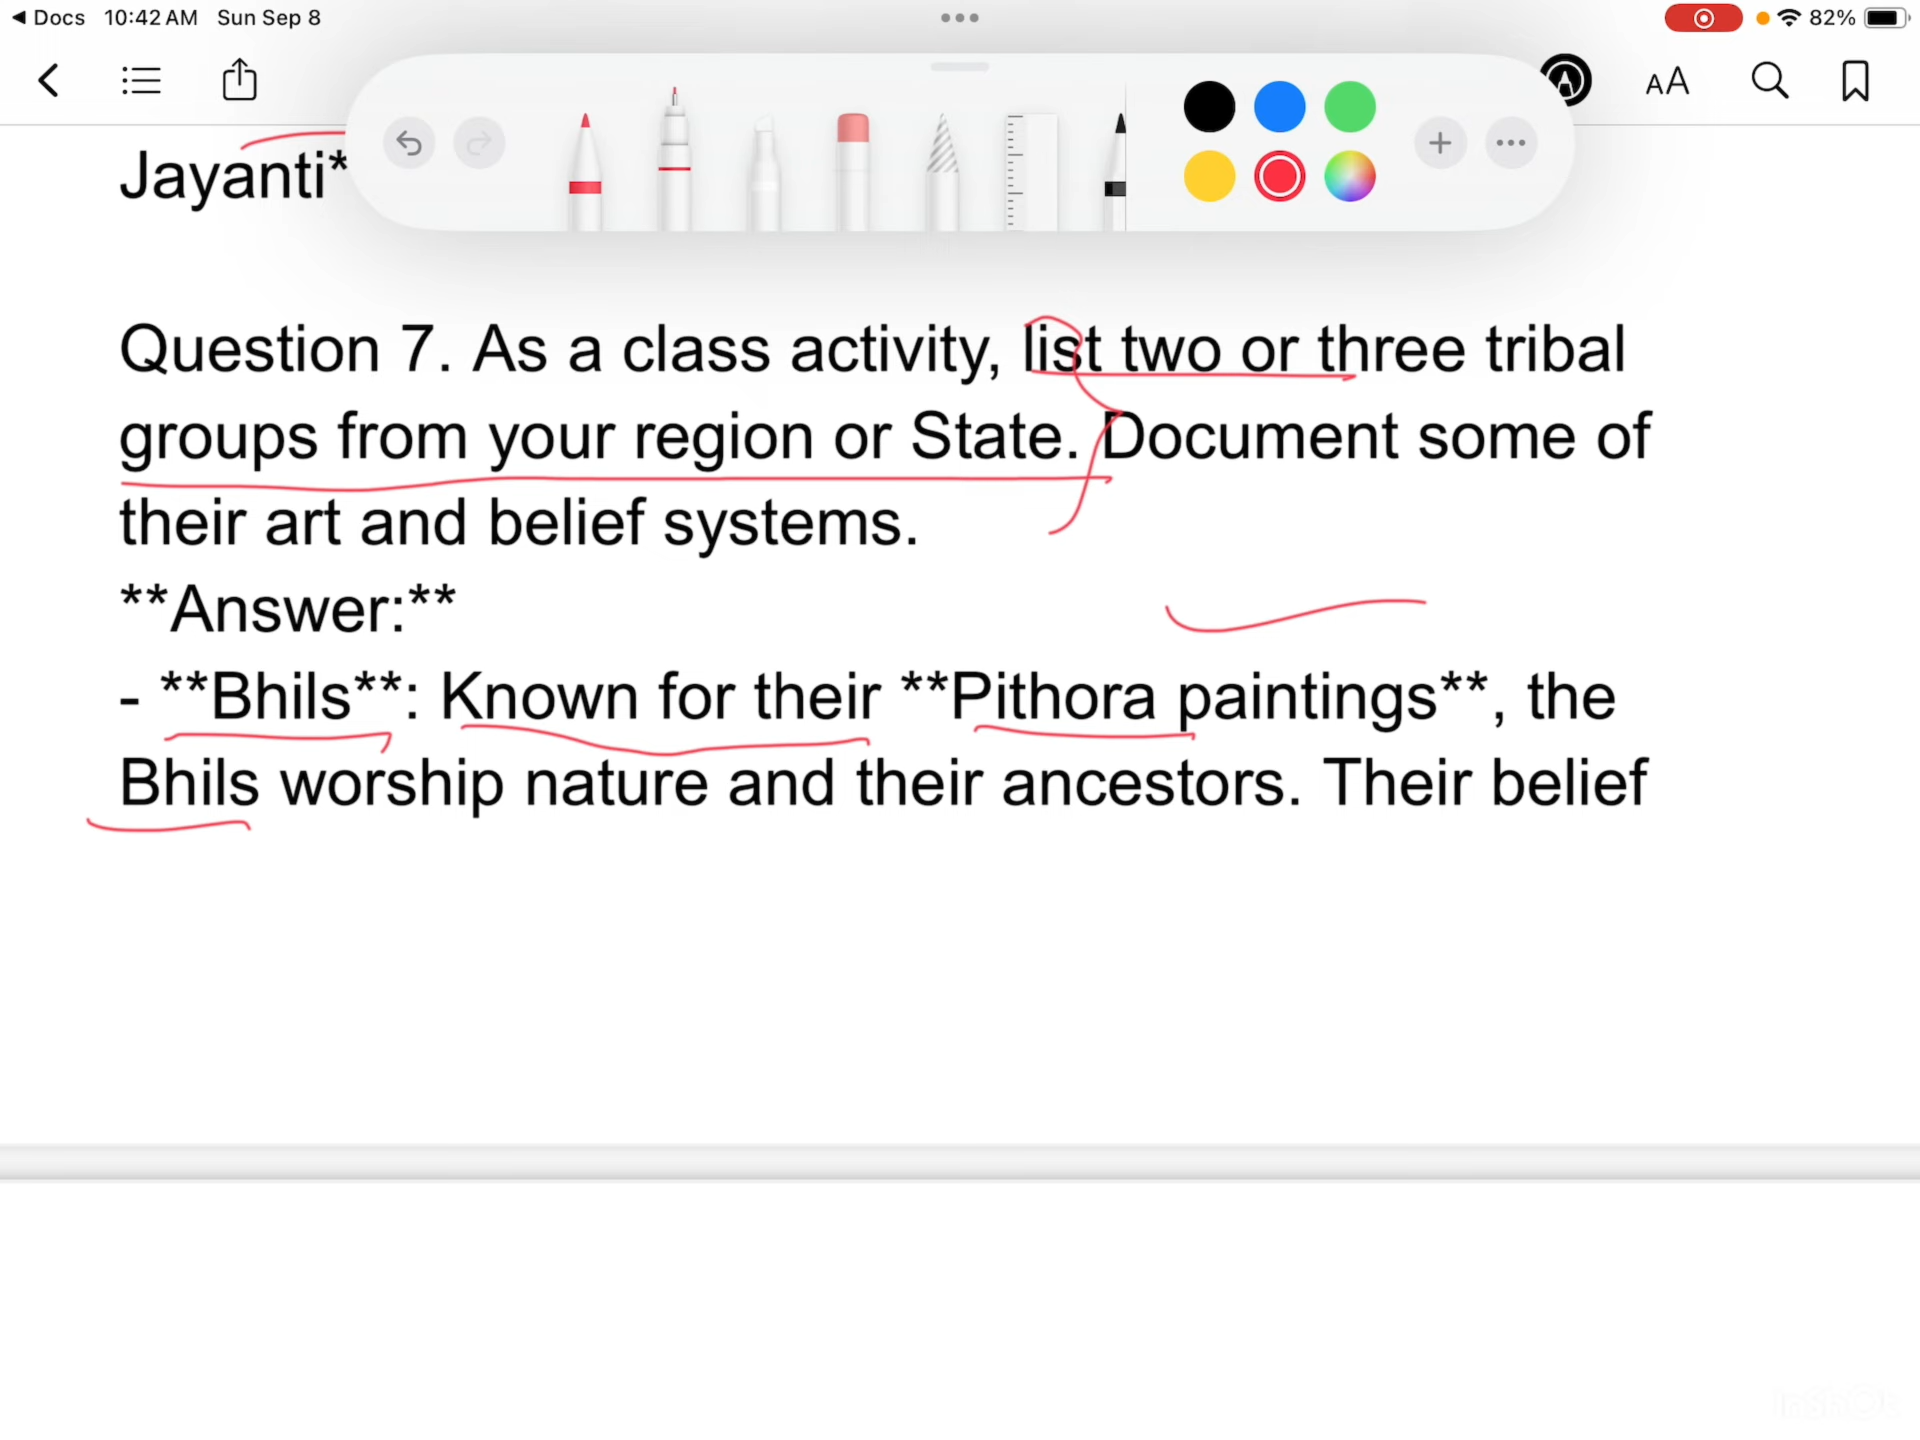 Docs 10:42 AM Sun Sep 8
82%
AA
Jayanti*
Question 7. As a class activity, list two or three tribal
groups from your region or State. Document some of
their art and belief systems.
**Answer:**
- **Bhils**: Known for their **Pithora paintings**, the
Bhils worship nature and their ancestors. Their belief